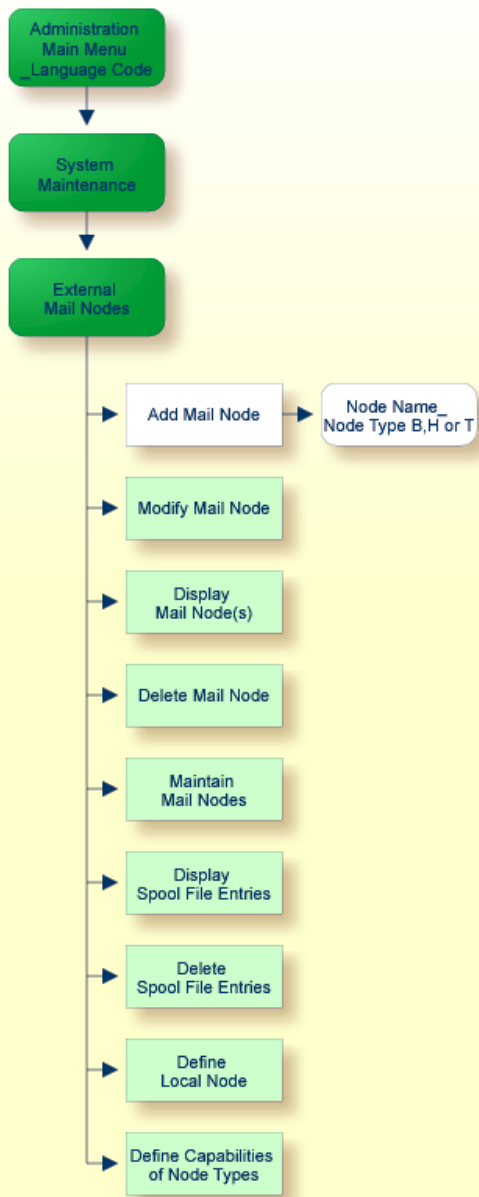 Administration
Main Menu
_Language Code
System
Maintenance
External
Mail Nodes
Add Mail Node
Node Name_
Node Type B,H or T
Modify Mail Node
Display
Mail Node(s)
Delete Mail Node
Maintain
Mail Nodes
Display
Spool File Entries
Delete
Spool File Entries
Define
Local Node
Define Capabilities
of Node Types